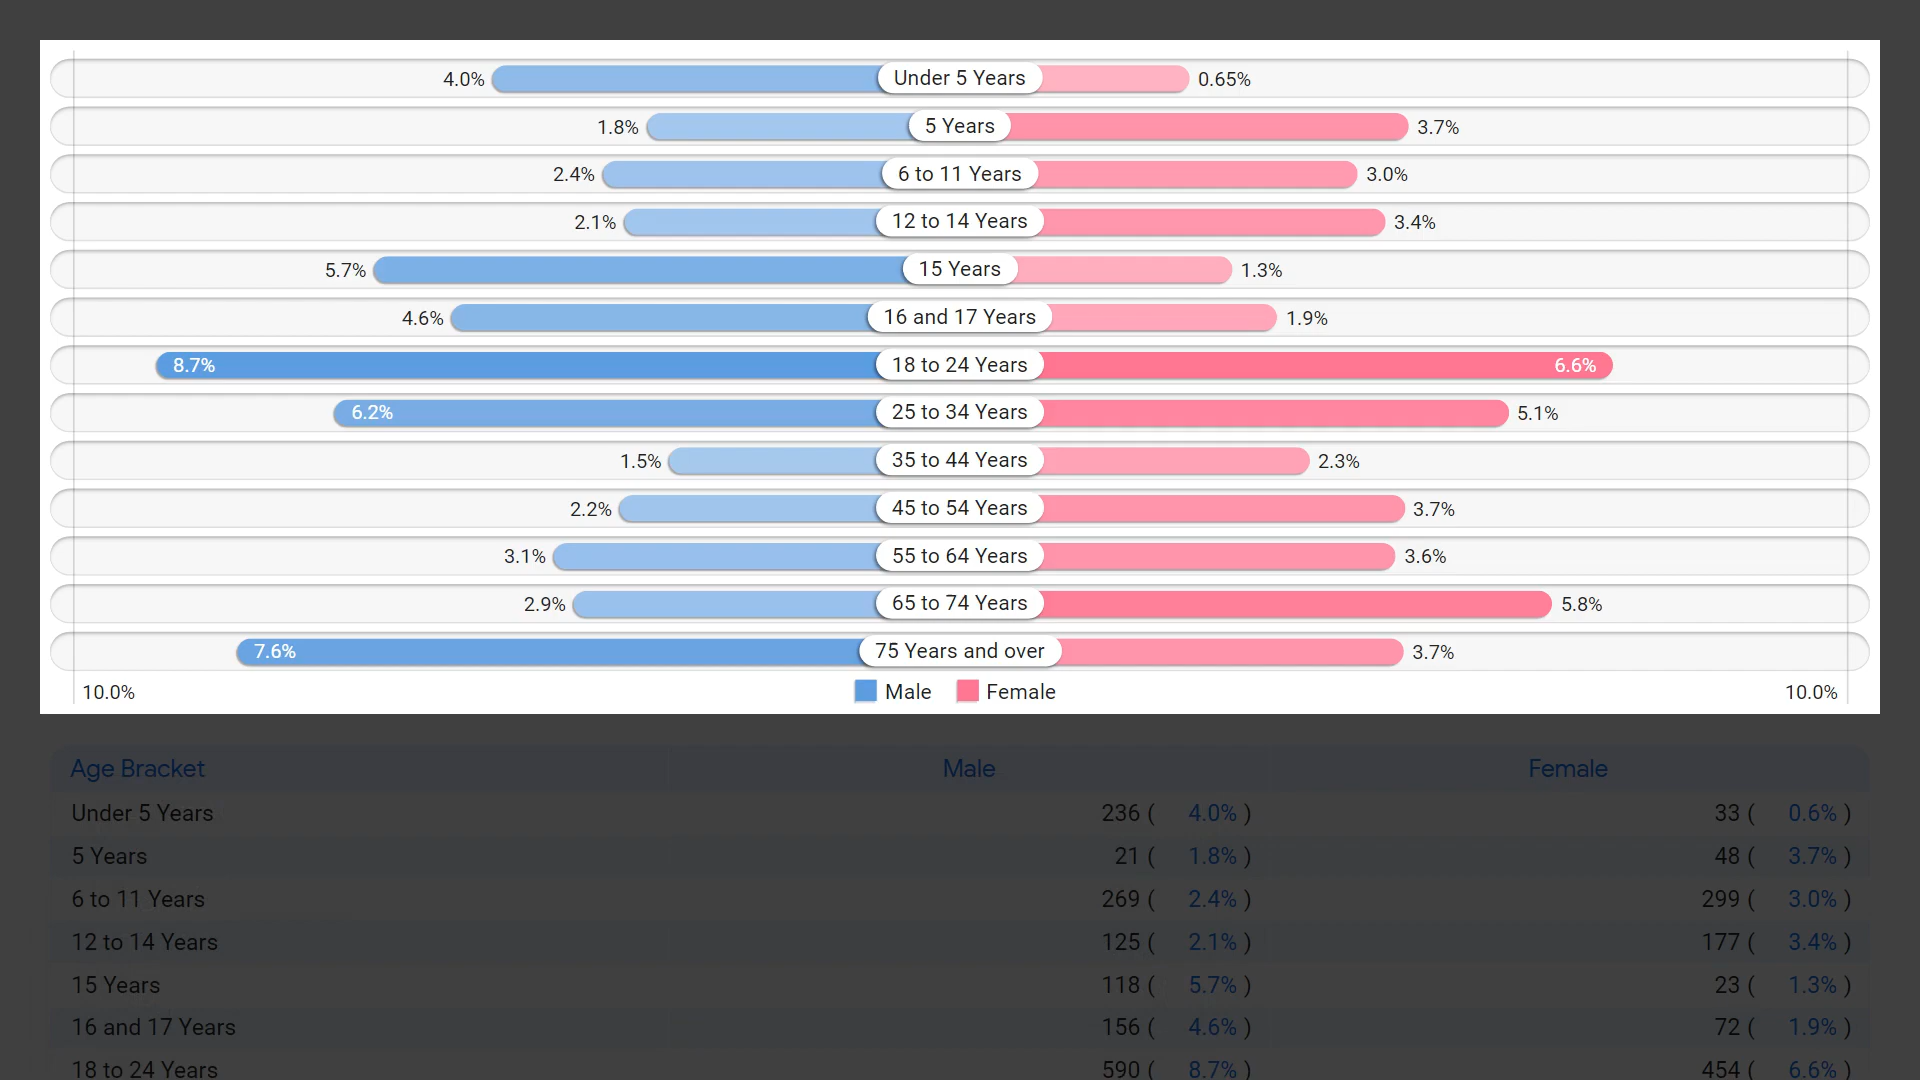 4.0% Under 5 Years 0.65%
1.8% 5 Years 3.7%
2.4% 6 to 11 Years 3.0%
2.1% 12 to 14 Years 3.4%
5.7% 15 Years 1.3%
4.6% 16 and 17 Years 1.9%
8.7% 18 to 24 Years 6.6%
6.2% 25 to 34 Years 5.1%
1.5% 35 to 44 Years 2.3%
2.2% 45 to 54 Years 3.7%
3.1% 55 to 64 Years 3.6%
2.9% 65 to 74 Years 5.8%
7.6% 75 Years and over 3.7%
10.0% Male Female 10.0%
Age Bracket Male Female
Under 5 Years 236 ( 4.0% ) 33 ( 0.6% )
5 Years 21 ( 1.8% ) 48 ( 3.7% )
6 to 11 Years 269 ( 2.4% ) 299 ( 3.0% )
12 to 14 Years 125 ( 2.1% ) 177 ( 3.4% )
15 Years 118 ( 5.7% ) 23 ( 1.3% )
16 and 17 Years 156 ( 4.6% ) 72 ( 1.9% )
18 to 24 Years 590 ( 8.7% ) 454 ( 6.6% )